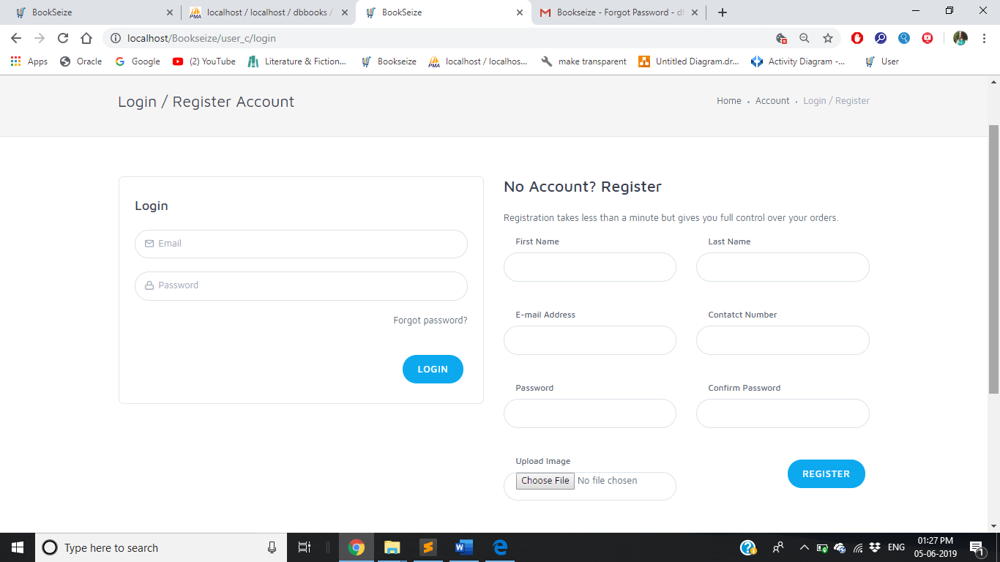 BookSeize
localhost / localhost / dbbooks /
BookSeize
Bookseize - Forgot Password - dh
localhost/Bookseize/user_c/login
Apps
Oracle
Google
(2) YouTube
Literature & Fiction...
Bookseize
PMA
localhost / localhos...
make transparent
Untitled Diagram.dr...
Activity Diagram -...
User
Login / Register Account
Home • Account • Login / Register
Login
Email
Password
Forgot password?
LOGIN
No Account? Register
Registration takes less than a minute but gives you full control over your orders.
First Name
Last Name
E-mail Address
Contatct Number
Password
Confirm Password
Upload Image
Choose File No file chosen
REGISTER
Type here to search
ENG
01:27 PM
05-06-2019
1